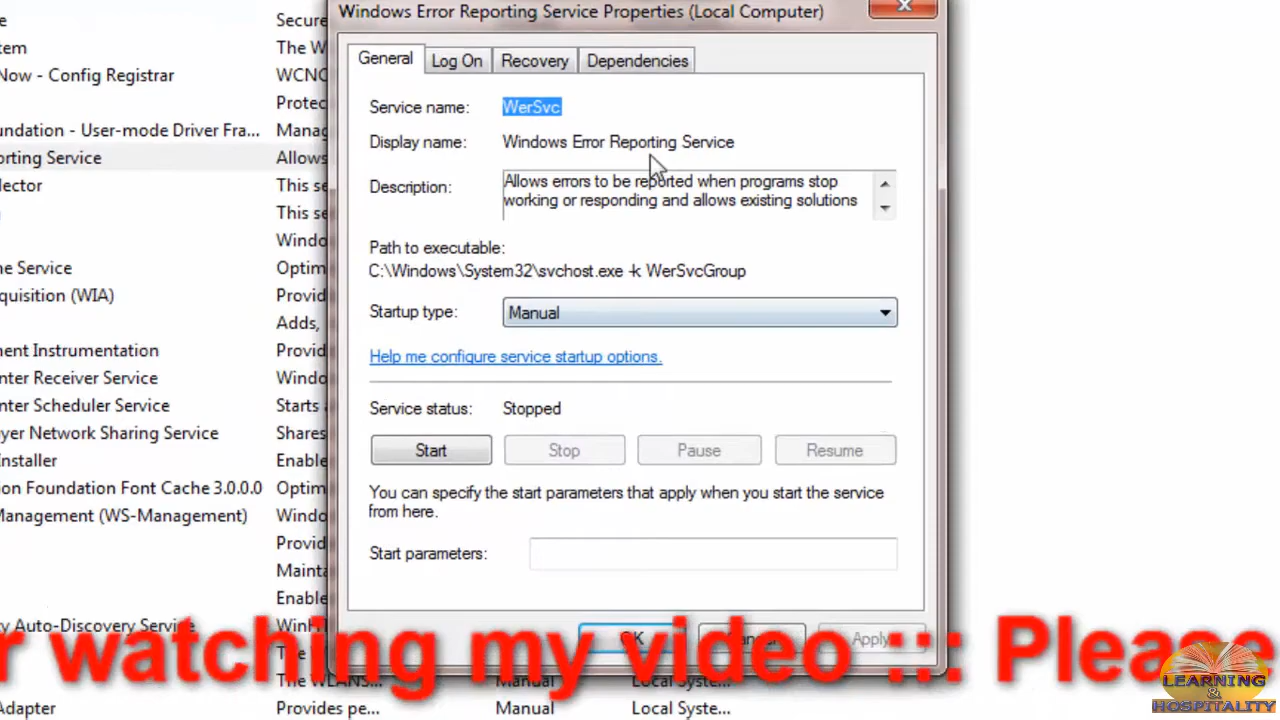 Windows Error Reporting Service Properties (Local Computer)
General
Log On
Recovery
Dependencies
Service name: WerSvc
Display name: Windows Error Reporting Service
Description: Allows errors to be reported when programs stop
working or responding and allows existing solutions
Path to executable:
C:\Windows\System32\svchost.exe -k WerSvcGroup
Startup type: Manual
Help me configure service startup options.
Service status: Stopped
Start
Stop
Pause
Resume
You can specify the start parameters that apply when you start the service
from here.
Start parameters:
OK
Cancel
Apply
Secure
tem The W
Now - Config Registrar WCNC
Protec
undation - User-mode Driver Fra... Manag
orting Service Allows
llector This se
This se
Windo
he Service Optim
quisition (WIA) Provid
Adds,
ent Instrumentation Provid
nter Receiver Service Windo
nter Scheduler Service Starts a
yer Network Sharing Service Shares
nstaller Enable
on Foundation Font Cache 3.0.0.0 Optim
Management (WS-Management) Windo
Provid
Mainta
Enable
y Auto-Discovery Service WinH
The W
The WLANS... Manual Local Syste...
Adapter Provides pe... Manual Local Syste...
r watching my video ::: Please
LEARNING
&
HOSPITALITY